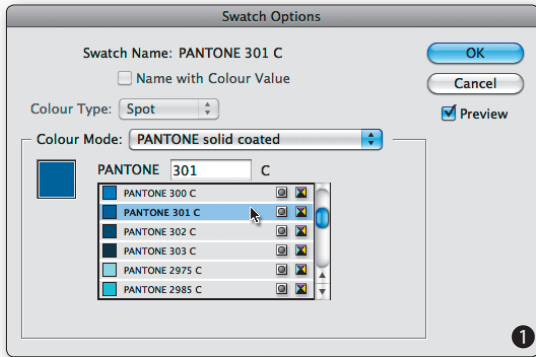 Swatch Options
Swatch Name: PANTONE 301 C
OK
Name with Colour Value
Cancel
Colour Type: Spot
Preview
Colour Mode: PANTONE solid coated
PANTONE 301 C
PANTONE 300 C
PANTONE 301 C
PANTONE 302 C
PANTONE 303 C
PANTONE 2975 C
PANTONE 2985 C
1